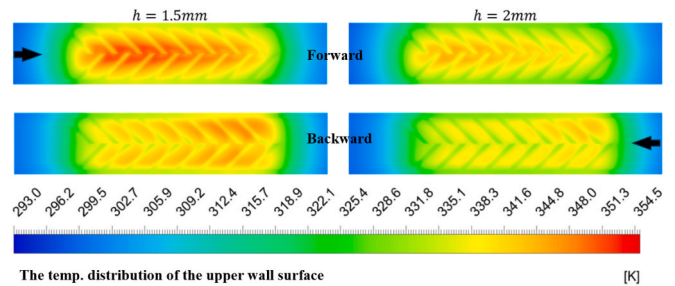 h = 1.5mm
h = 2mm
Forward
Backward
293.0 296.2 299.5 302.7 305.9 309.2 312.4 315.7 318.9 322.1 325.4 328.6 331.8 335.1 338.3 341.6 344.8 348.0 351.3 354.5
The temp. distribution of the upper wall surface
[K]